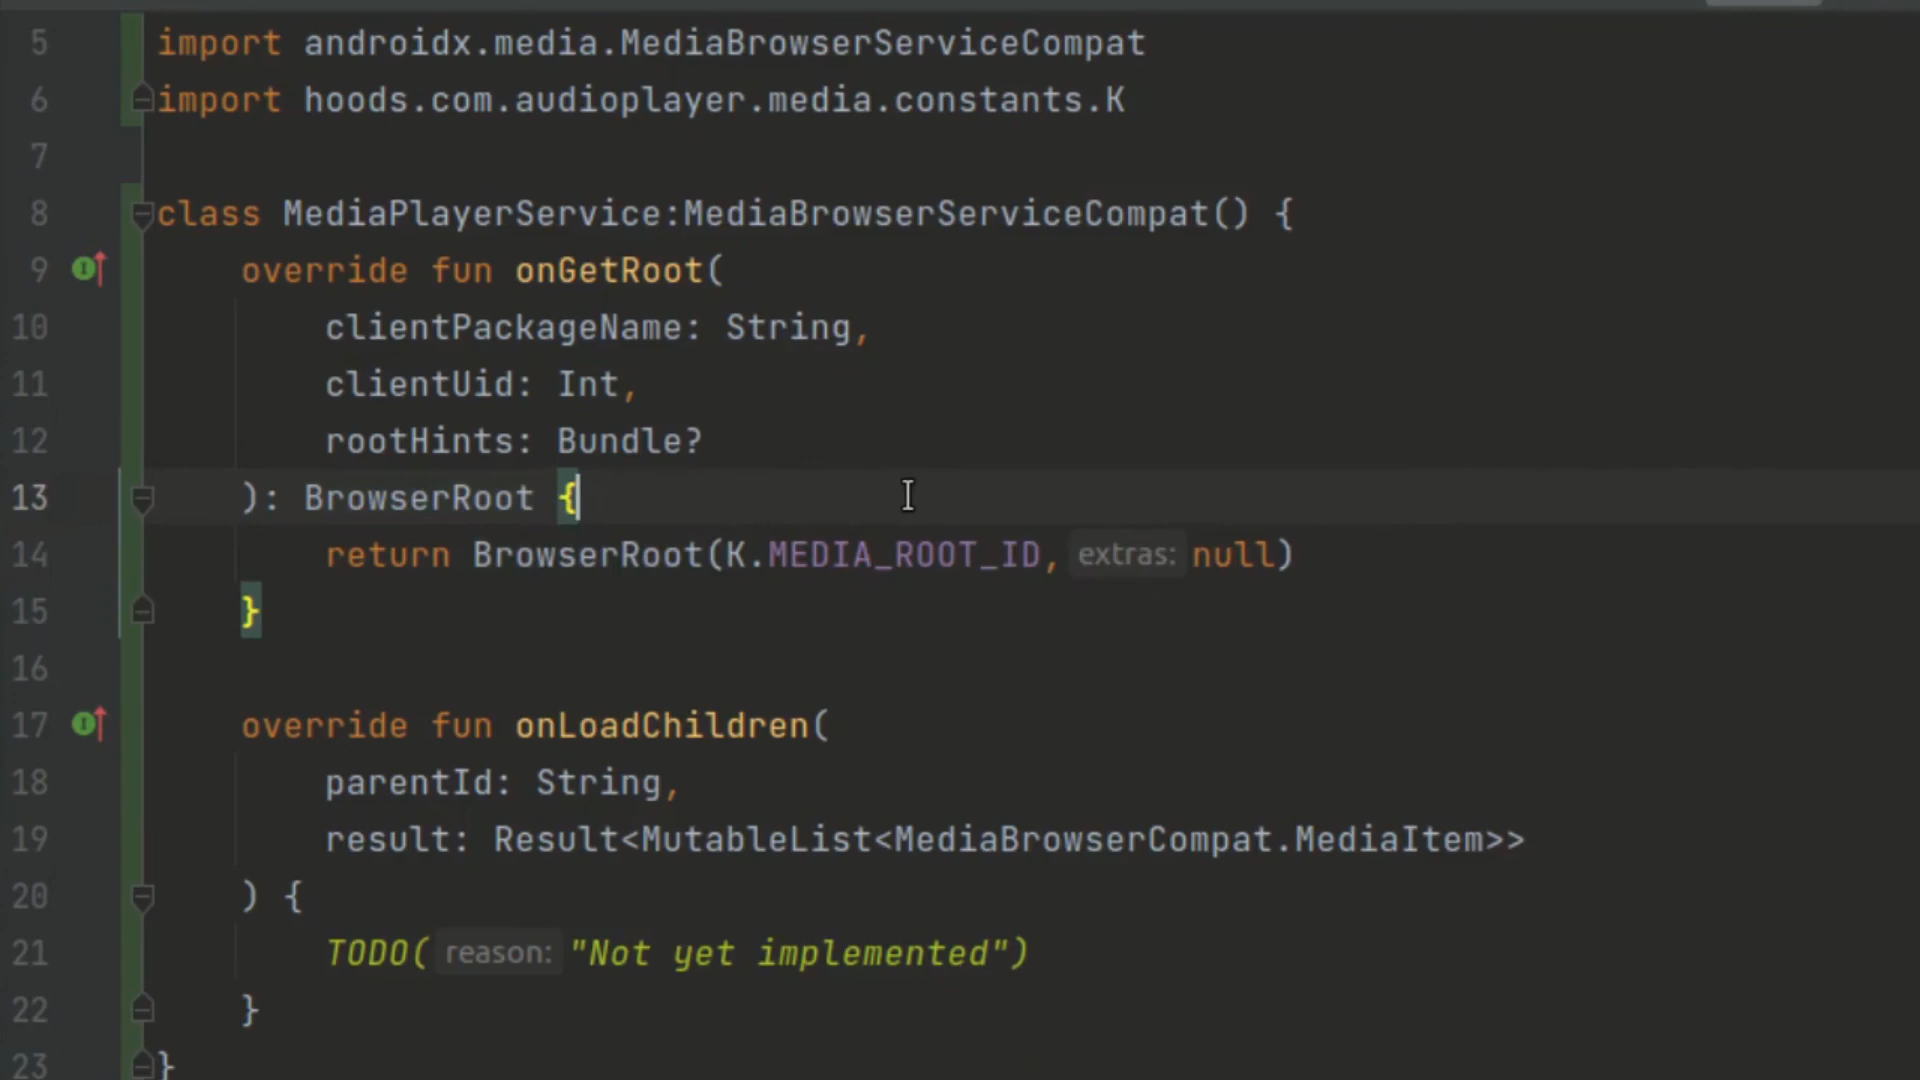 5 import androidx.media.MediaBrowserServiceCompat
6 import hoods.com.audioplayer.media.constants.K
7
8 class MediaPlayerService:MediaBrowserServiceCompat() {
9 override fun onGetRoot(
10 clientPackageName: String,
11 clientUid: Int,
12 rootHints: Bundle?
13 ): BrowserRoot {
14 return BrowserRoot(K.MEDIA_ROOT_ID, extras: null)
15 }
16
17 override fun onLoadChildren(
18 parentId: String,
19 result: Result<MutableList<MediaBrowserCompat.MediaItem>>
20 ) {
21 TODO( reason: "Not yet implemented")
22 }
23 }